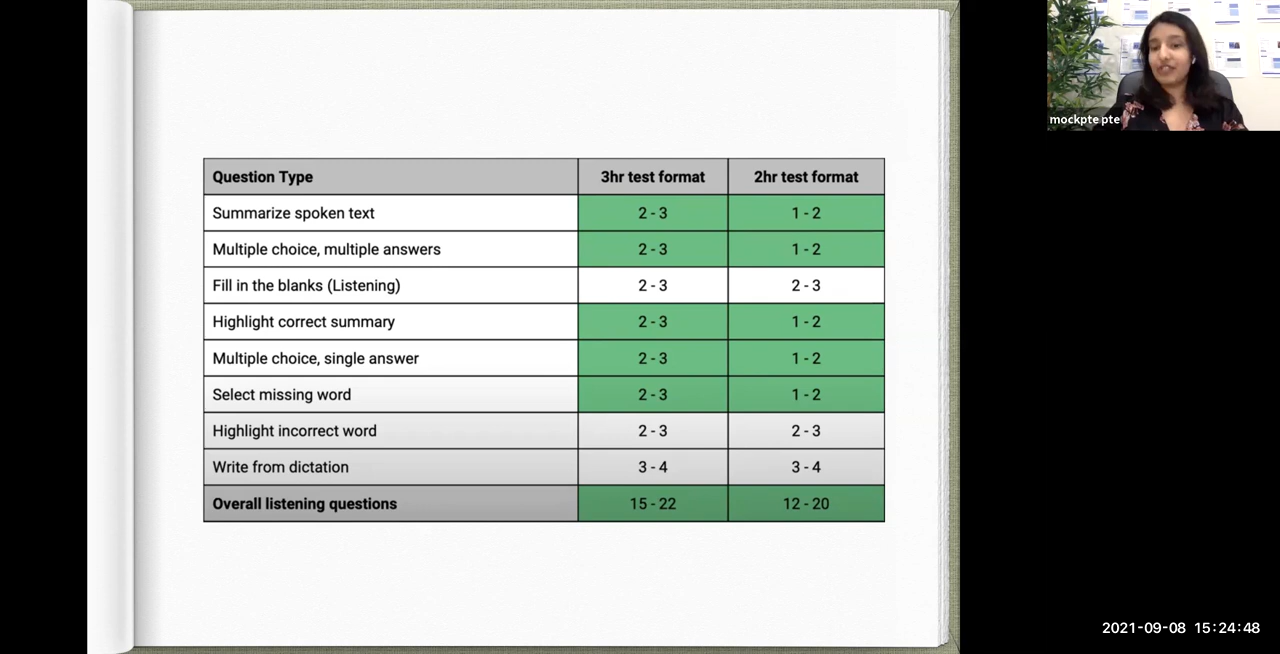 Question Type 3hr test format 2hr test format
Summarize spoken text 2 - 3 1 - 2
Multiple choice, multiple answers 2 - 3 1 - 2
Fill in the blanks (Listening) 2 - 3 2 - 3
Highlight correct summary 2 - 3 1 - 2
Multiple choice, single answer 2 - 3 1 - 2
Select missing word 2 - 3 1 - 2
Highlight incorrect word 2 - 3 2 - 3
Write from dictation 3 - 4 3 - 4
Overall listening questions 15 - 22 12 - 20
mockpte pte
2021-09-08 15:24:48